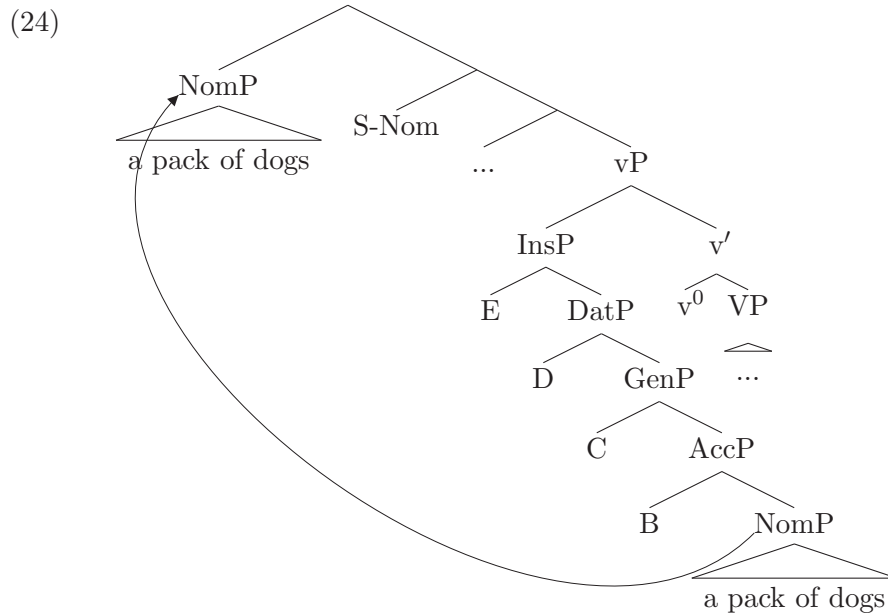 (24)
NomP
a pack of dogs
S-Nom
...
vP
InsP
v′
E
DatP
v⁰
VP
D
GenP
...
C
AccP
B
NomP
a pack of dogs